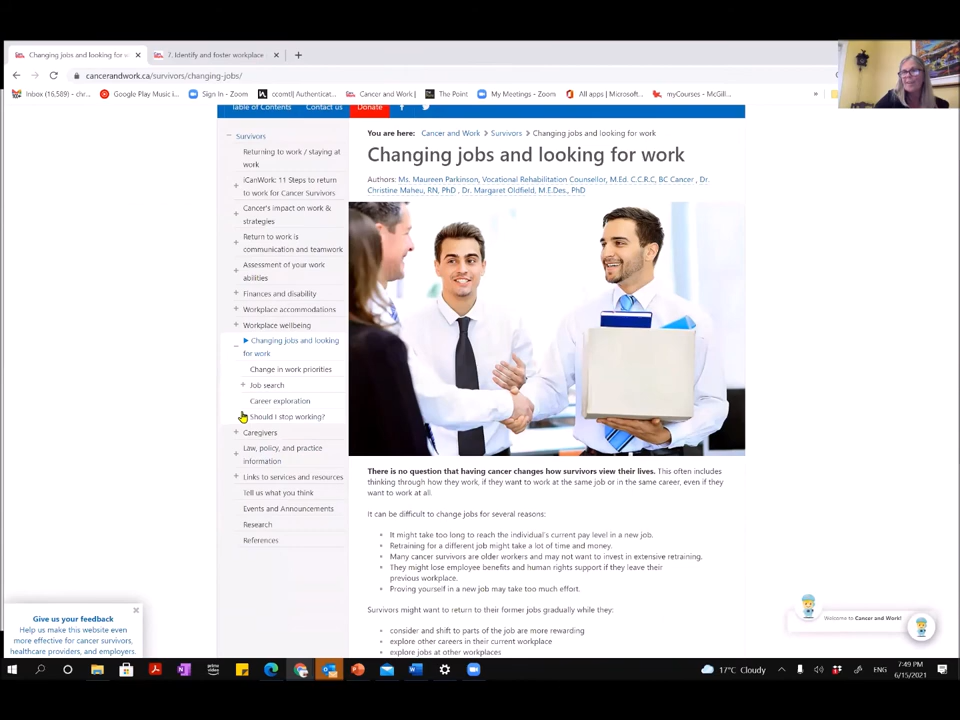 Changing jobs and looking for w
7. Identify and foster workplace
cancerandwork.ca/survivors/changing-jobs/
Inbox (16,589) - chr...
Google Play Music i...
Sign In - Zoom
ccomtl| Authenticat...
Cancer and Work |
The Point
My Meetings - Zoom
All apps | Microsoft...
myCourses - McGill...
Table of Contents
Contact us
Donate
Survivors
Returning to work / staying at
work
iCanWork: 11 Steps to return
to work for Cancer Survivors
Cancer's impact on work &
strategies
Return to work is
communication and teamwork
Assessment of your work
abilities
Finances and disability
Workplace accommodations
Workplace wellbeing
Changing jobs and looking
for work
Change in work priorities
Job search
Career exploration
Should I stop working?
Caregivers
Law, policy, and practice
information
Links to services and resources
Tell us what you think
Events and Announcements
Research
References
You are here: Cancer and Work > Survivors > Changing jobs and looking for work
Changing jobs and looking for work
Authors: Ms. Maureen Parkinson, Vocational Rehabilitation Counsellor, M.Ed. C.C.R.C, BC Cancer , Dr.
Christine Maheu, RN, PhD , Dr. Margaret Oldfield, M.E.Des., PhD
There is no question that having cancer changes how survivors view their lives. This often includes
thinking through how they work, if they want to work at the same job or in the same career, even if they
want to work at all.
It can be difficult to change jobs for several reasons:
It might take too long to reach the individual's current pay level in a new job.
Retraining for a different job might take a lot of time and money.
Many cancer survivors are older workers and may not want to invest in extensive retraining.
They might lose employee benefits and human rights support if they leave their
previous workplace.
Proving yourself in a new job may take too much effort.
Survivors might want to return to their former jobs gradually while they:
consider and shift to parts of the job are more rewarding
explore other careers in their current workplace
explore jobs at other workplaces
Give us your feedback
Help us make this website even
more effective for cancer survivors,
healthcare providers, and employers.
Welcome to Cancer and Work!
prime
video
17°C Cloudy
ENG
7:49 PM
6/15/2021